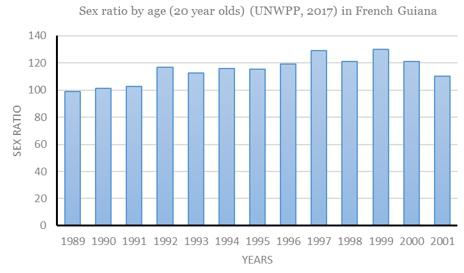 Sex ratio by age (20 year olds) (UNWPP, 2017) in French Guiana
140
120
100
80
60
40
20
0
SEX RATIO
1989 1990 1991 1992 1993 1994 1995 1996 1997 1998 1999 2000 2001
YEARS